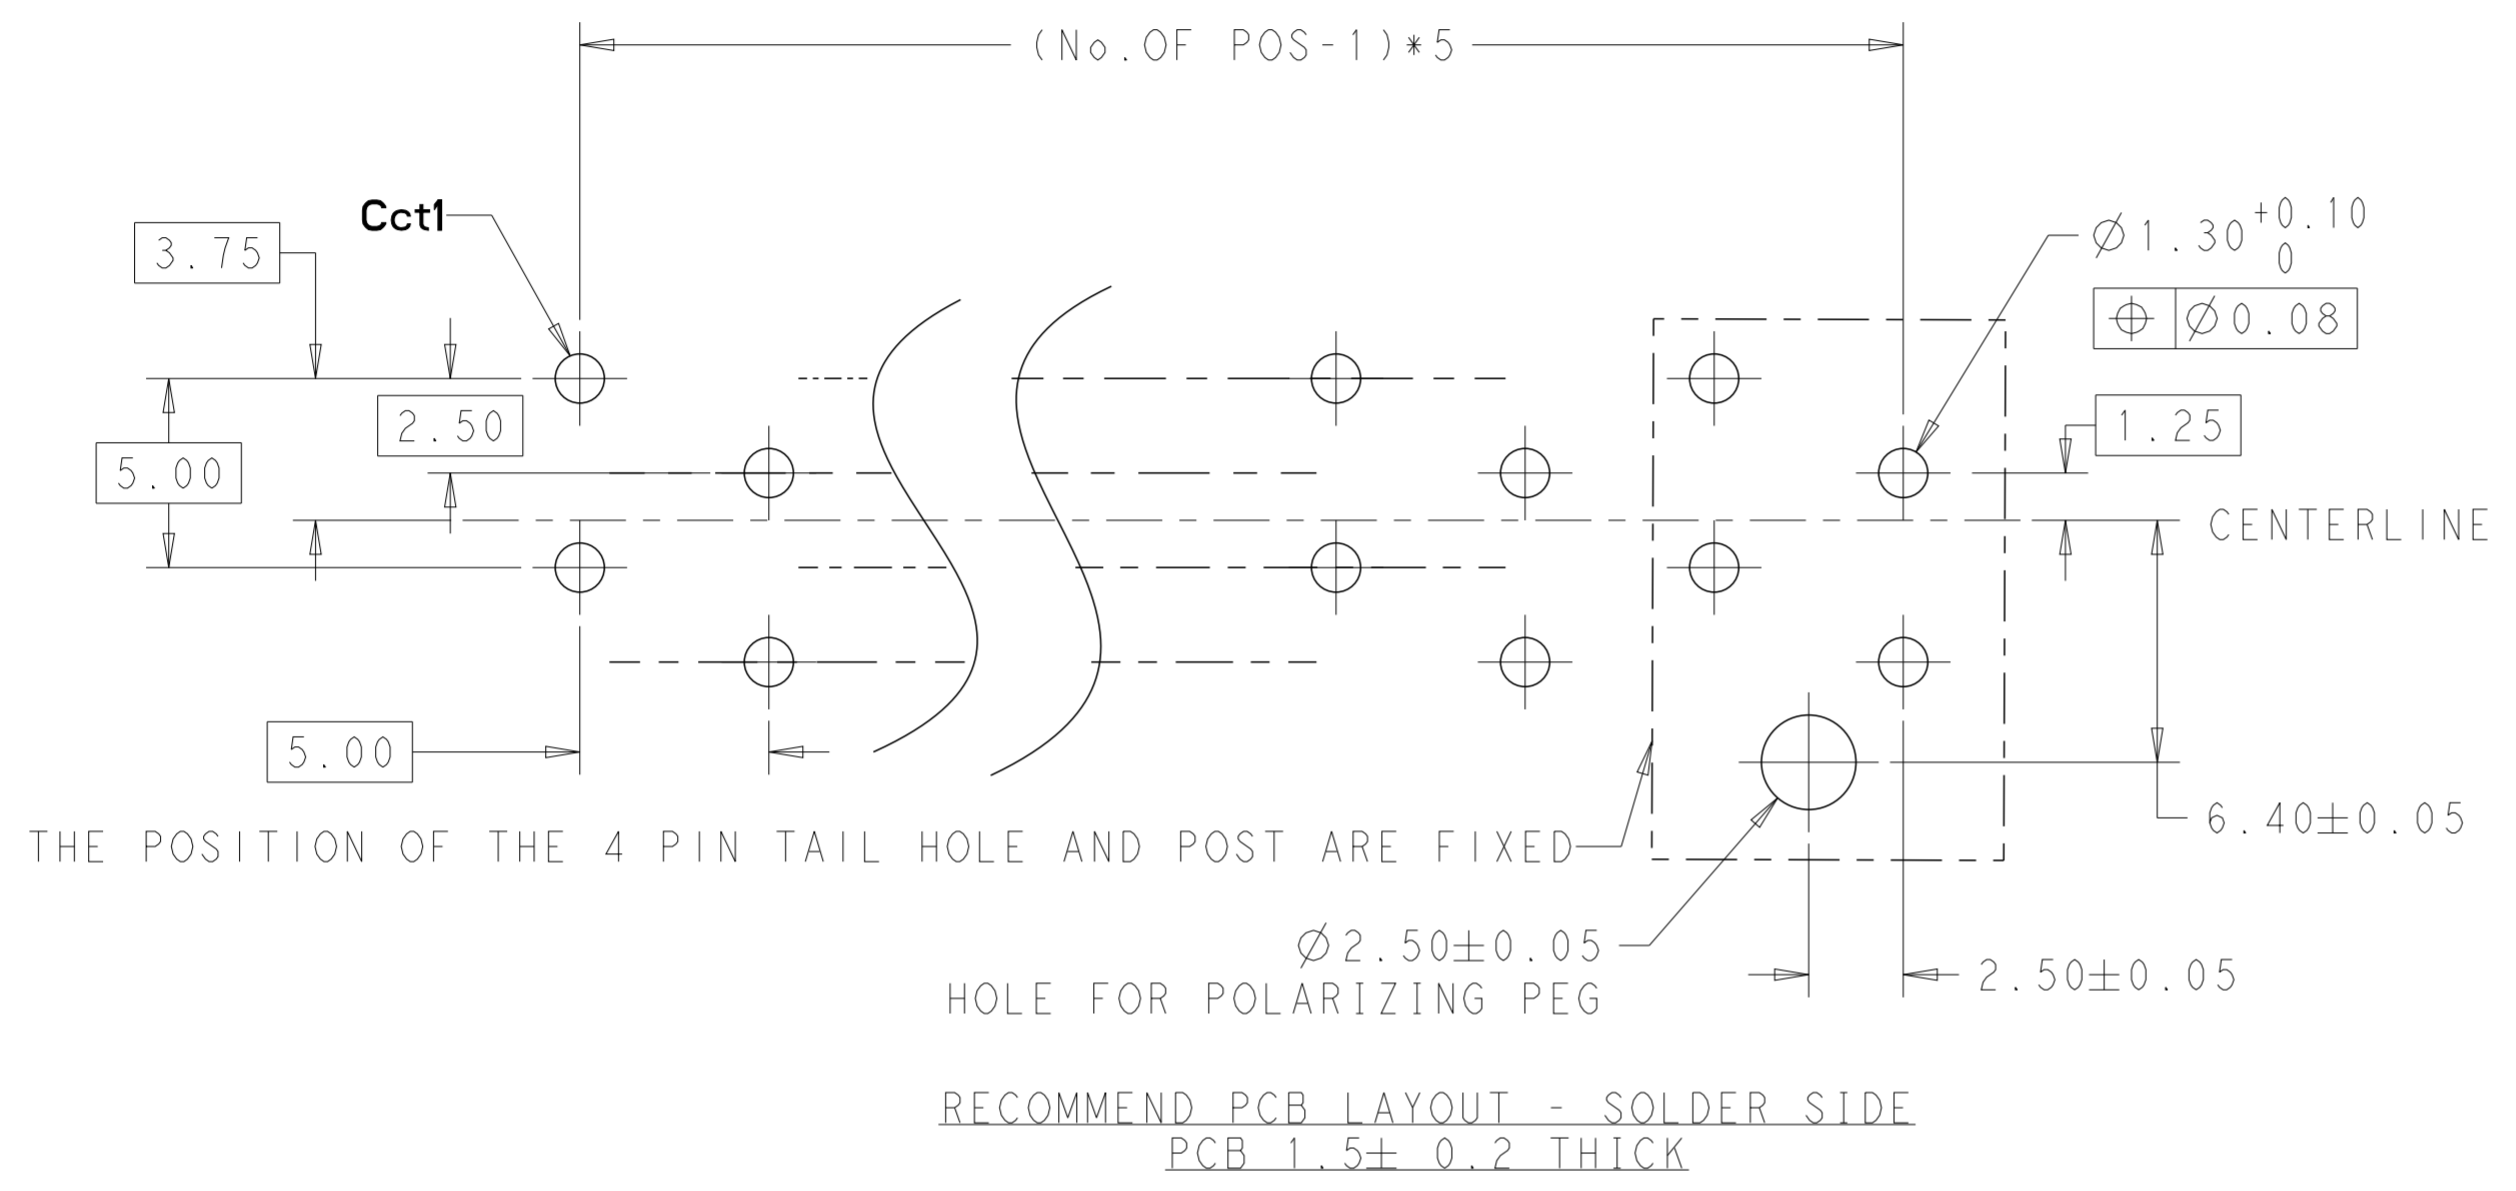 (No.OF POS-1)*5
Cct1
3.75
⌀1.30 +0.10 0
⌖ ⌀0.08
2.50
1.25
5.00
CENTERLINE
5.00
6.40±0.05
THE POSITION OF THE 4 PIN TAIL HOLE AND POST ARE FIXED
⌀2.50±0.05
HOLE FOR POLARIZING PEG
2.50±0.05
RECOMMEND PCB LAYOUT - SOLDER SIDE
PCB 1.5± 0.2 THICK